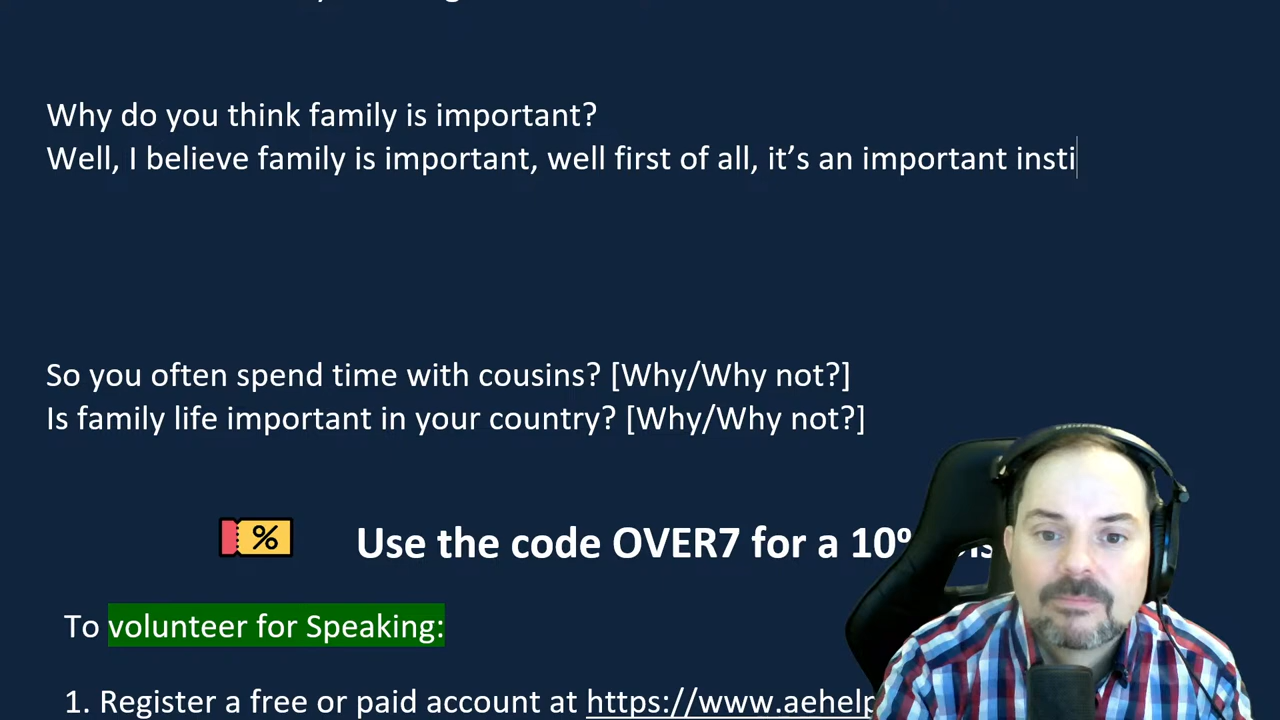 Why do you think family is important?
Well, I believe family is important, well first of all, it's an important insti
So you often spend time with cousins? [Why/Why not?]
Is family life important in your country? [Why/Why not?]
%
Use the code OVER7 for a 10%
To volunteer for Speaking:
1. Register a free or paid account at https://www.aehelp